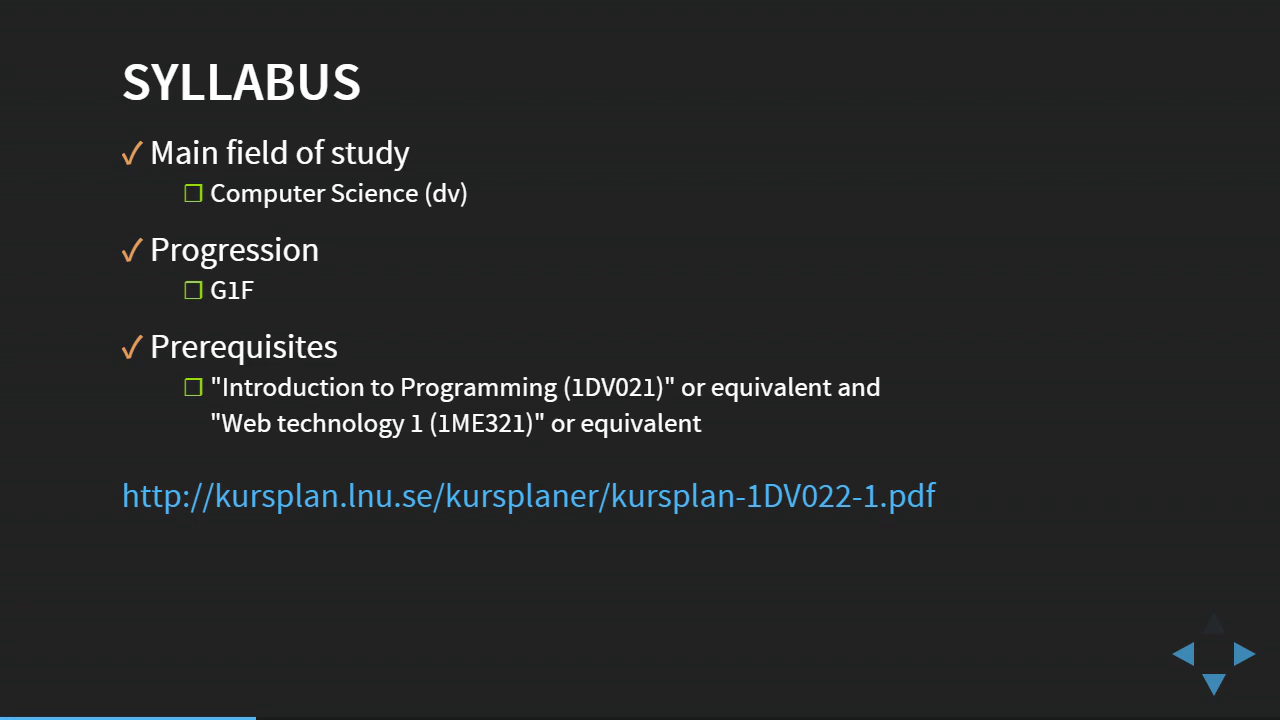 SYLLABUS
✓ Main field of study
❒ Computer Science (dv)
✓ Progression
❒ G1F
✓ Prerequisites
❒ "Introduction to Programming (1DV021)" or equivalent and
"Web technology 1 (1ME321)" or equivalent
http://kursplan.lnu.se/kursplaner/kursplan-1DV022-1.pdf